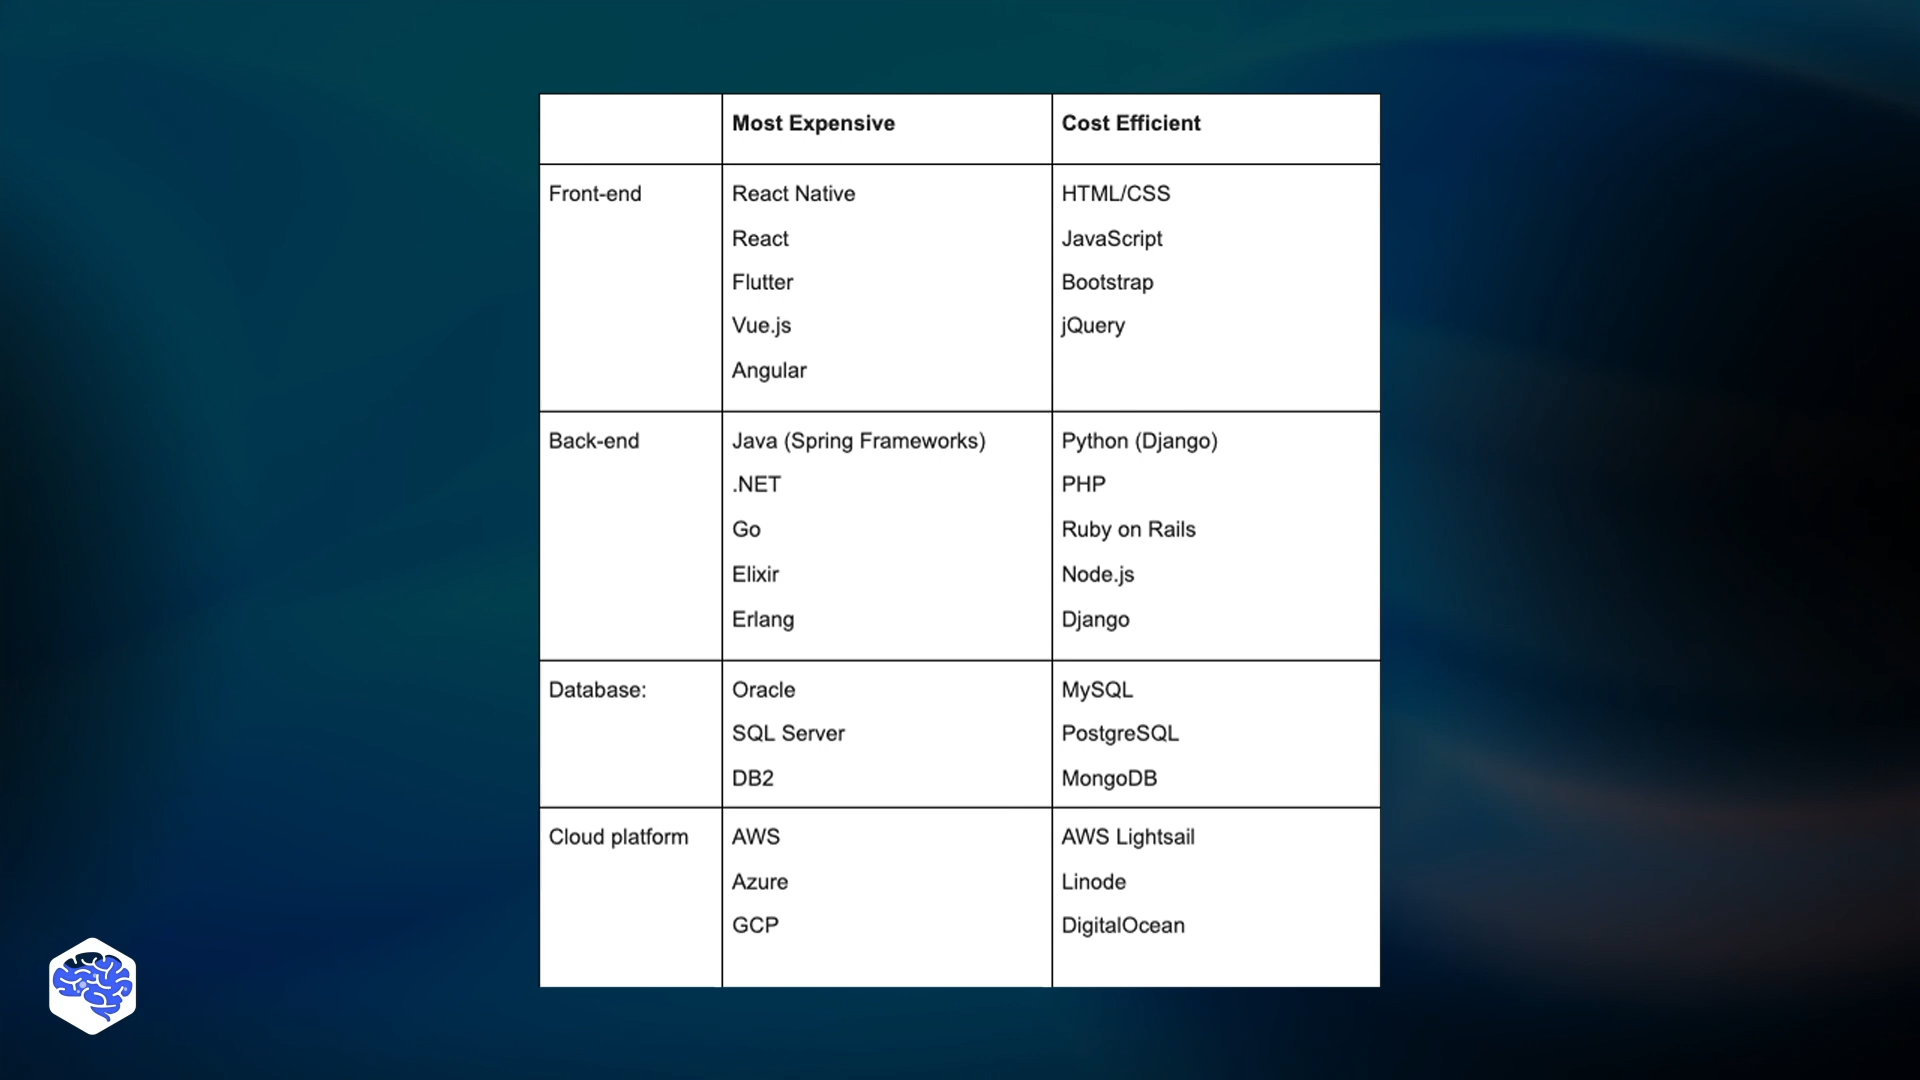 Most Expensive
Cost Efficient
Front-end
React Native
React
Flutter
Vue.js
Angular
HTML/CSS
JavaScript
Bootstrap
jQuery
Back-end
Java (Spring Frameworks)
.NET
Go
Elixir
Erlang
Python (Django)
PHP
Ruby on Rails
Node.js
Django
Database:
Oracle
SQL Server
DB2
MySQL
PostgreSQL
MongoDB
Cloud platform
AWS
Azure
GCP
AWS Lightsail
Linode
DigitalOcean